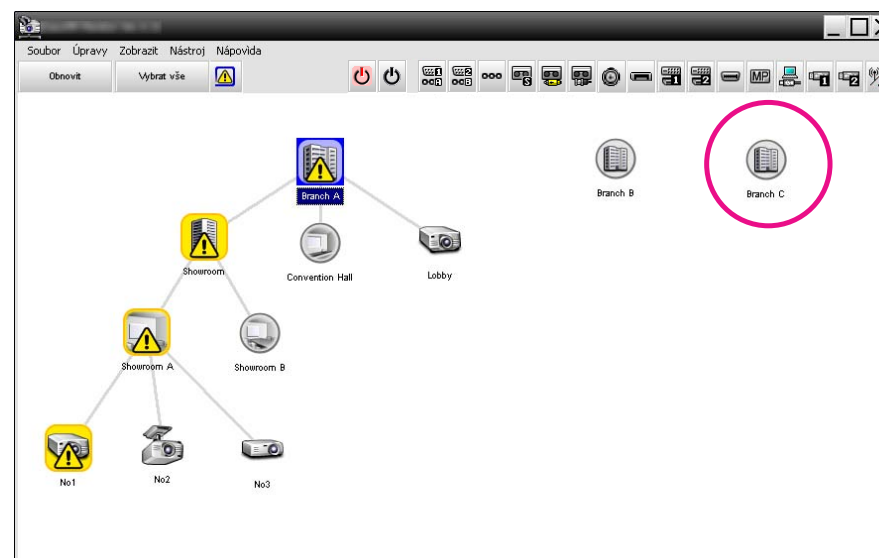 Soubor Úpravy Zobrazit Nástroj Nápovìda
Obnovit Vybrat vše MP
Branch A
Branch B
Branch C
Showroom
Convention Hall
Lobby
Showroom A
Showroom B
No1
No2
No3